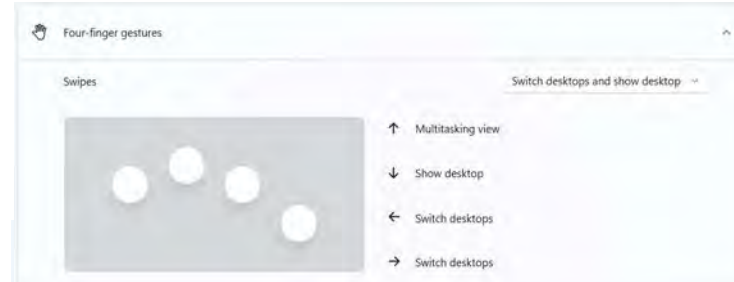 Four-finger gestures
Swipes
Switch desktops and show desktop
↑ Multitasking view
↓ Show desktop
← Switch desktops
→ Switch desktops